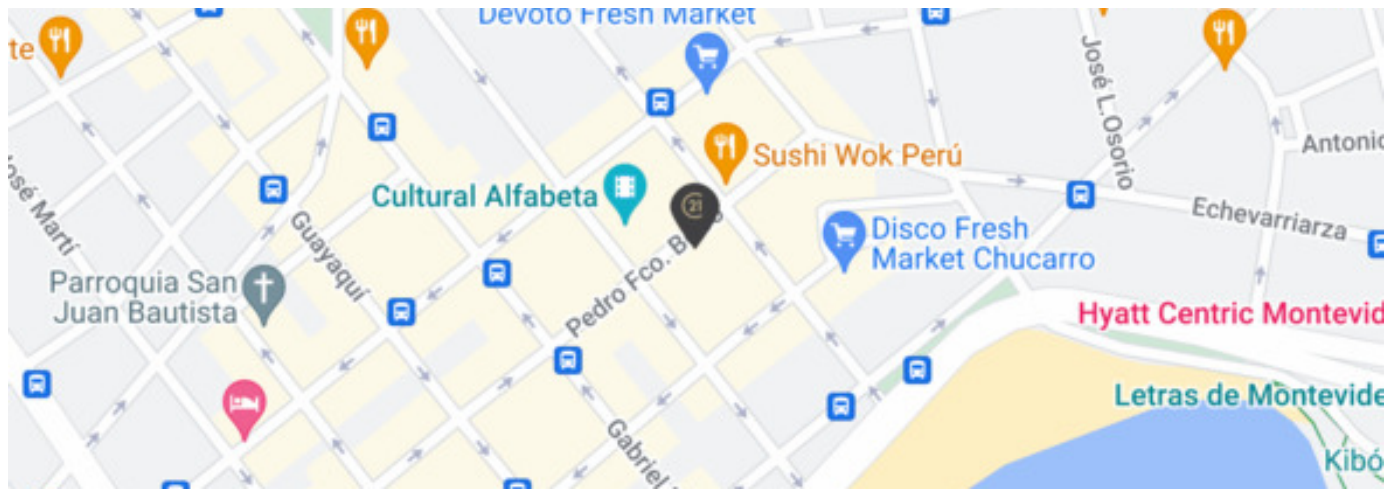 Devoto Fresh Market
te
José L.Osorio
Antonio
Sushi Wok Perú
Cultural Alfabeta
21
Echevarriarza
José Martí
Guayaquí
Disco Fresh
Market Chucarro
Pedro Fco. B
Parroquia San
Juan Bautista
Hyatt Centric Montevid
Letras de Montevide
Gabriel
Kibó